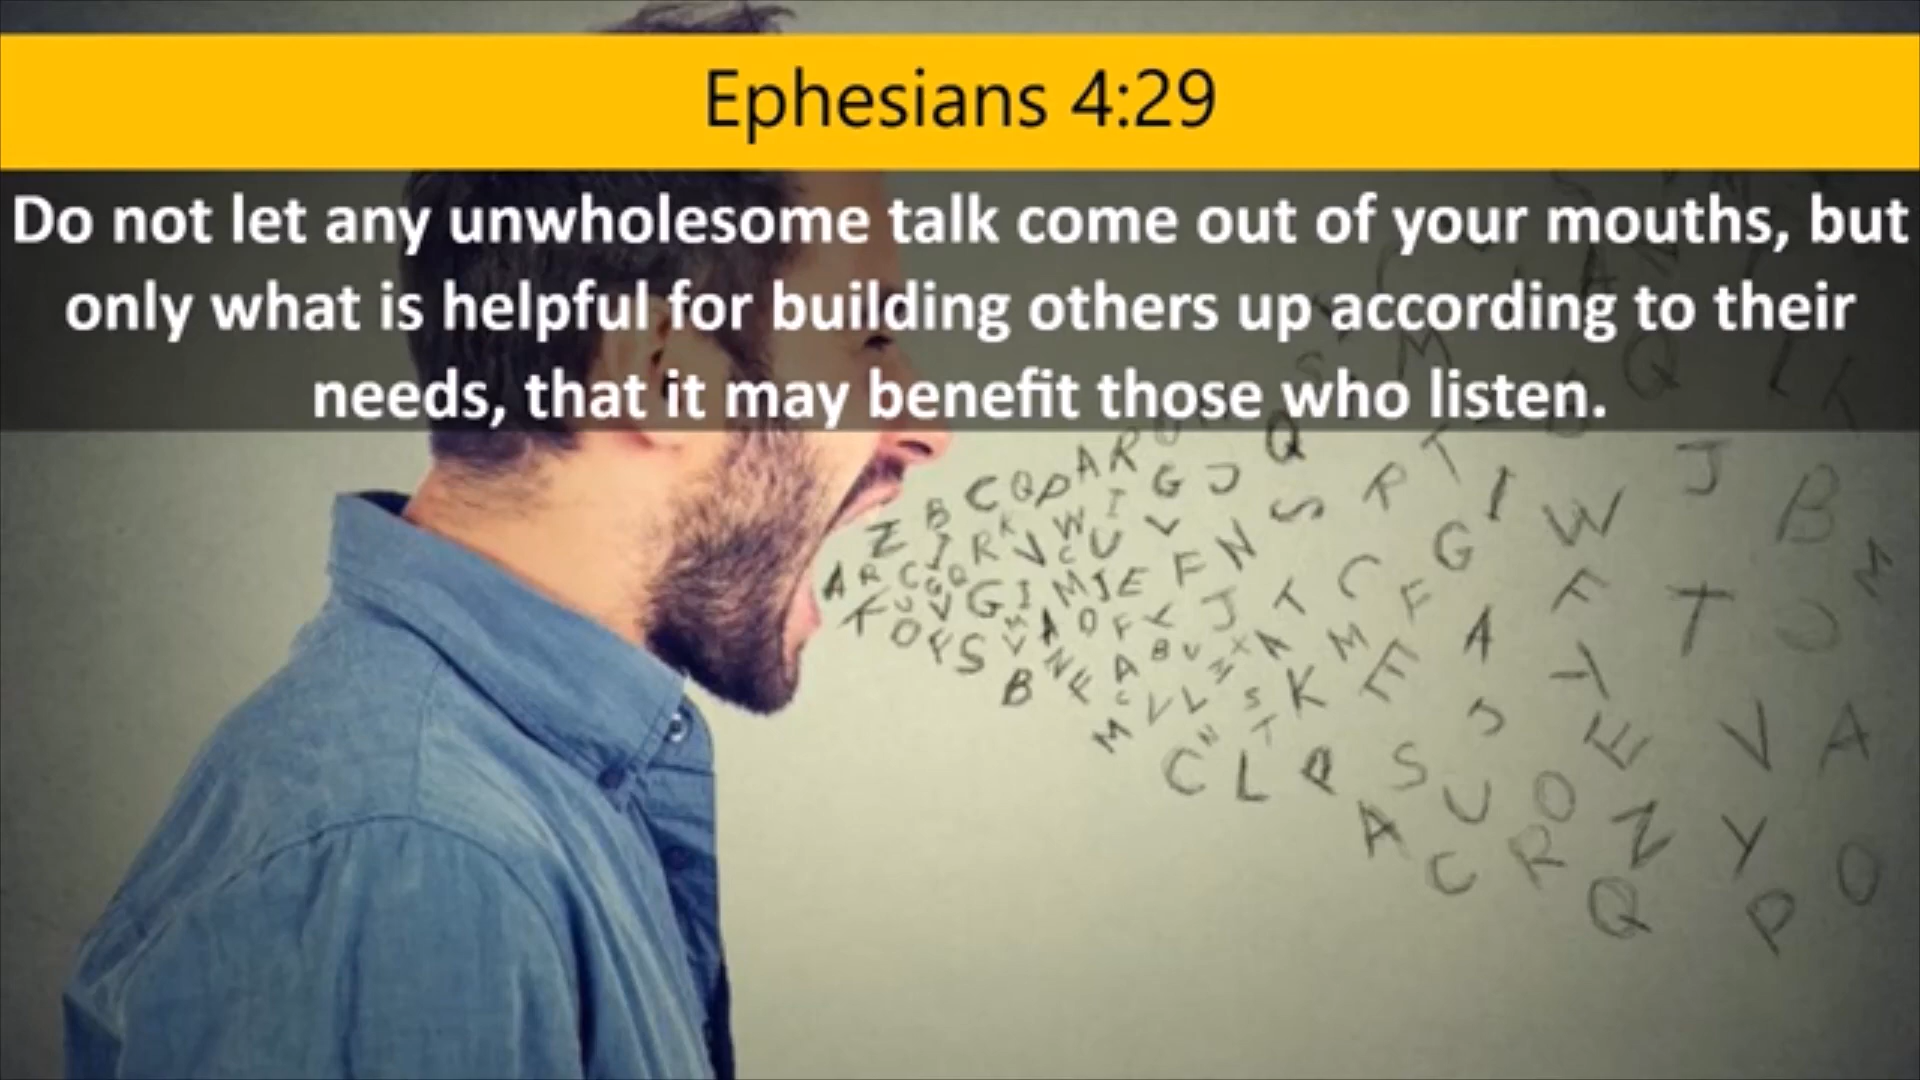 Ephesians 4:29
Do not let any unwholesome talk come out of your mouths, but
only what is helpful for building others up according to their
needs, that it may benefit those who listen.